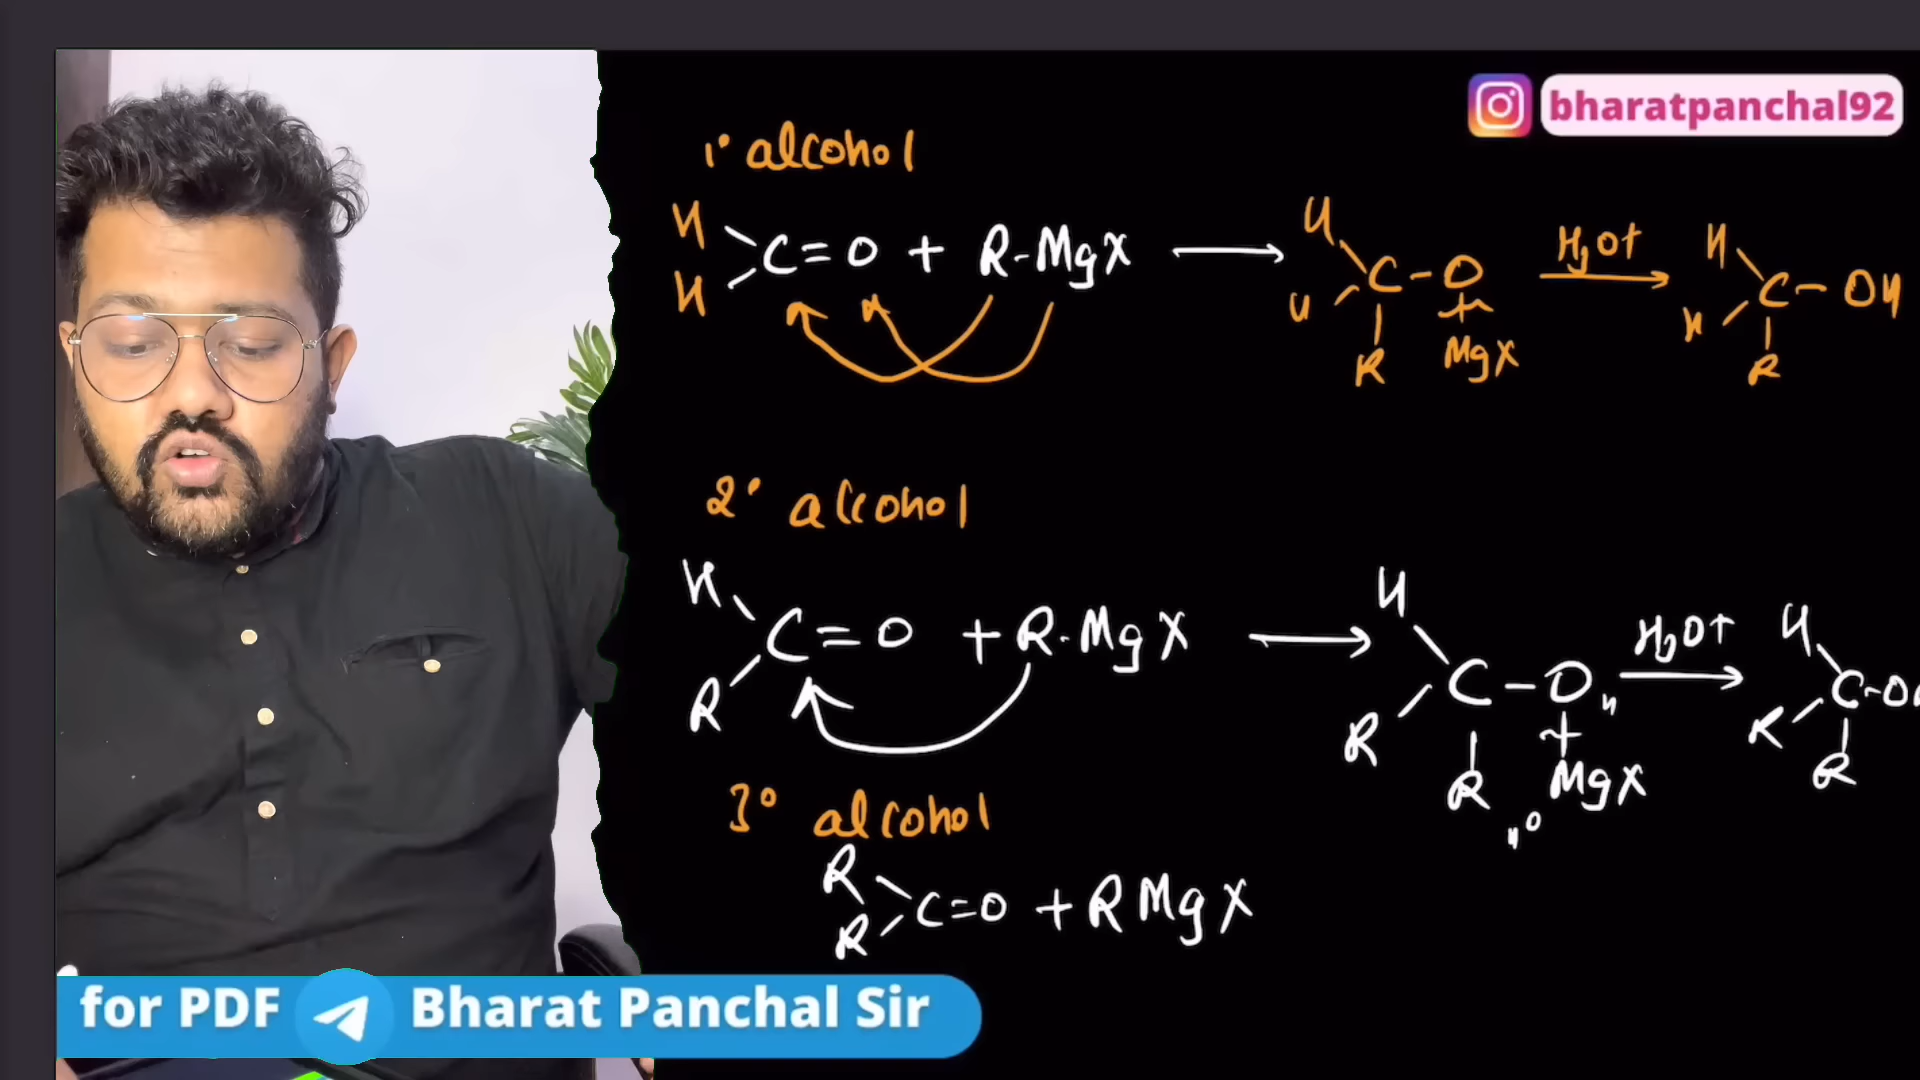 bharatpanchal92
1° alcohol
H
H
C=O + R-MgX ⟶
H
H
C-O
R
MgX
H3O+
H
H
C-OH
R
2° alcohol
H
R
C=O + R-MgX ⟶
H
R
C-O
R
MgX
H3O+
H
R
C-O
R
3° alcohol
R
R
C=O + RMgX
for PDF Bharat Panchal Sir